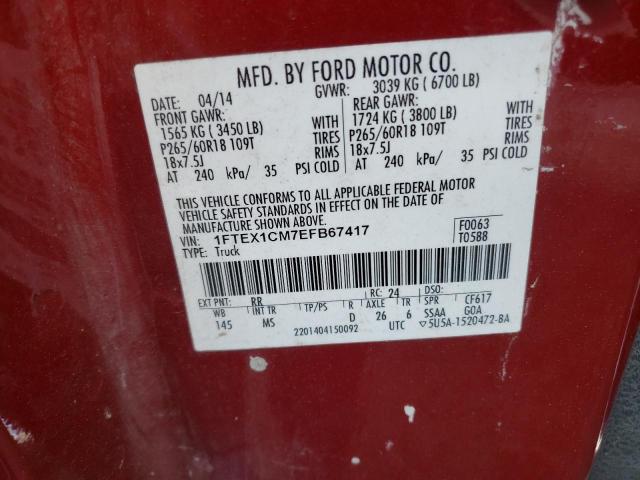 MFD. BY FORD MOTOR CO.
DATE: 04/14 GVWR: 3039 KG ( 6700 LB)
FRONT GAWR: REAR GAWR:
1565 KG ( 3450 LB) WITH 1724 KG ( 3800 LB) WITH
P265/60R18 109T TIRES P265/60R18 109T TIRES
18x7.5J RIMS 18x7.5J RIMS
AT 240 kPa/ 35 PSI COLD AT 240 kPa/ 35 PSI COLD
THIS VEHICLE CONFORMS TO ALL APPLICABLE FEDERAL MOTOR
VEHICLE SAFETY STANDARDS IN EFFECT ON THE DATE OF
MANUFACTURE SHOWN ABOVE.
VIN: 1FTEX1CM7EFB67417 F0063
TYPE: Truck T0588
EXT PNT: RR RC: 24 DSO:
WB INT TR TP/PS R AXLE TR SPR CF617
145 MS D 26 6 SSAA GOA
2201404150092 UTC ▽5U5A-1520472-BA